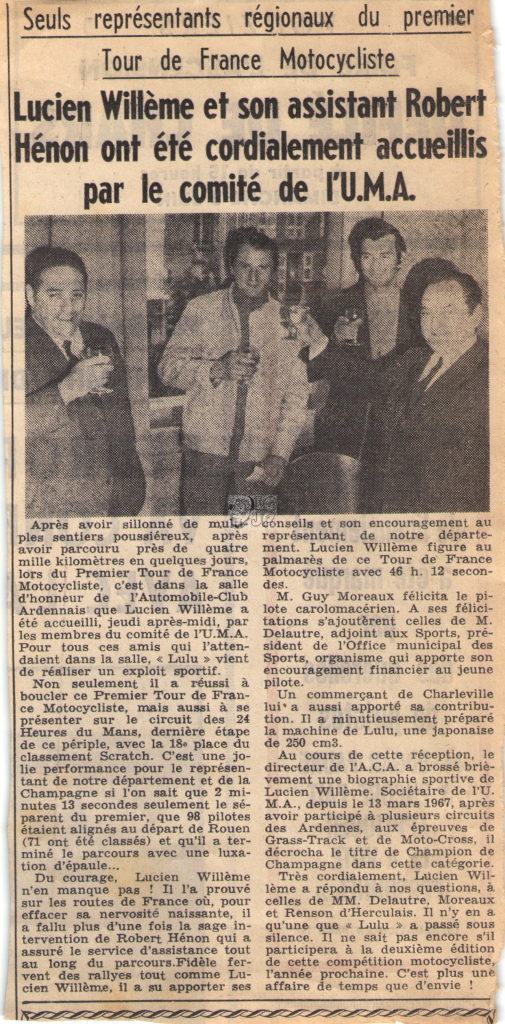 Seuls représentants régionaux du premier
Tour de France Motocycliste
Lucien Willème et son assistant Robert
Hénon ont été cordialement accueillis
par le comité de l'U.M.A.
Après avoir sillonné de multi-
ples sentiers poussiéreux, après
avoir parcouru près de quatre
mille kilomètres en quelques jours,
lors du Premier Tour de France
Motocycliste, c'est dans la salle
d'honneur de l'Automobile-Club
Ardennais que Lucien Willème a
été accueilli, jeudi après-midi, par
les membres du comité de l'U.M.A.
Pour tous ces amis qui l'atten-
daient dans la salle, « Lulu » vient
de réaliser un exploit sportif.
Non seulement il a réussi à
boucler ce Premier Tour de Fran-
ce Motocycliste, mais aussi à se
présenter sur le circuit des 24
Heures du Mans, dernière étape
de ce périple, avec la 18e place du
classement Scratch. C'est une jo-
lie performance pour le représen-
tant de notre département et de la
Champagne si l'on sait que 2 mi-
nutes 13 secondes seulement le sé-
parent du premier, que 98 pilotes
étaient alignés au départ de Rouen
(71 ont été classés) et qu'il a ter-
miné le parcours avec une luxa-
tion d'épaule...
Du courage, Lucien Willème
n'en manque pas ! Il l'a prouvé
sur les routes de France où, pour
effacer sa nervosité naissante, il
a fallu plus d'une fois la sage in-
tervention de Robert Hénon qui a
assuré le service d'assistance tout
au long du parcours.Fidèle fer-
vent des rallyes tout comme Lu-
cien Willème, il a su apporter ses
conseils et son encouragement au
représentant de notre départe-
ment. Lucien Willème figure au
palmarès de ce Tour de France
Motocycliste avec 46 h. 12 secon-
des.
M. Guy Moreaux félicita le pi-
lote carolomacérien. A ses félici-
tations s'ajoutèrent celles de M.
Delautre, adjoint aux Sports, pré-
sident de l'Office municipal des
Sports, organisme qui apporte son
encouragement financier au jeune
pilote.
Un commerçant de Charleville
lui a aussi apporté sa contribu-
tion. Il a minutieusement préparé
la machine de Lulu, une japonaise
de 250 cm3.
Au cours de cette réception, le
directeur de l'A.C.A. a brossé briè-
vement une biographie sportive de
Lucien Willème. Sociétaire de l'U.
M.A., depuis le 13 mars 1967, après
avoir participé à plusieurs circuits
des Ardennes, aux épreuves de
Grass-Track et de Moto-Cross, il
décrocha le titre de Champion de
Champagne dans cette catégorie.
Très cordialement, Lucien Wil-
lème a répondu à nos questions, à
celles de MM. Delautre, Moreaux
et Renson d'Herculais. Il n'y en a
qu'une que « Lulu » a passé sous
silence. Il ne sait pas encore s'il
participera à la deuxième édition
de cette compétition motocycliste,
l'année prochaine. C'est plus une
affaire de temps que d'envie !